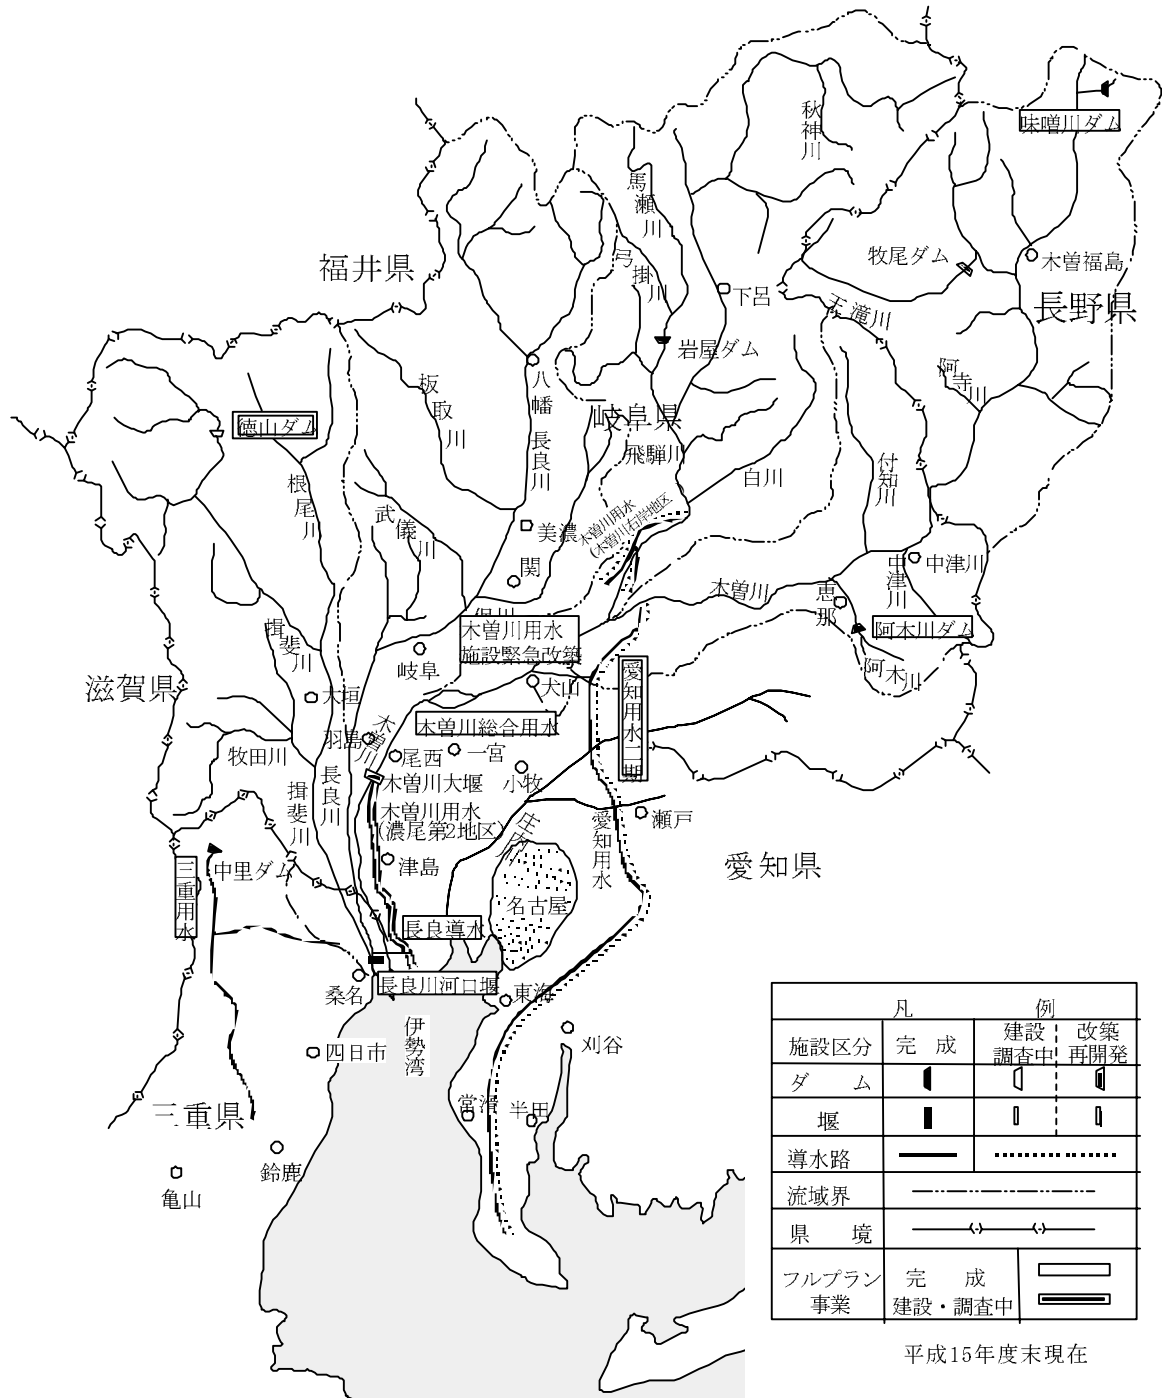 秋神川
味噌川ダム
馬瀬川
福井県
弓掛川
牧尾ダム
木曽福島
下呂
王滝川
長野県
岩屋ダム
阿寺川
板取川
八幡
徳山ダム
岐阜県
長良川
飛騨川
白川
付知川
根尾川
武儀川
美濃
木曽川用水
(木曽川右岸地区
関
中津川
中津川
木曽川
恵那
阿木川ダム
揖斐川
木曽川用水
施設緊急改築
岐阜
愛知用水二期
阿木川
滋賀県
大垣
犬山
木曽川総合用水
木曽川
羽島
尾西
一宮
牧田川
小牧
長良川
揖斐川
木曽川大堰
木曽川用水
(濃尾第2地区)
庄内川
愛知用水
瀬戸
中里ダム
津島
愛知県
三重用水
名古屋
長良導水
桑名
長良川河口堰
東海
伊勢湾
四日市
刈谷
三重県
常滑
半田
鈴鹿
亀山
凡 例
施設区分 完成 建設調査中 改築再開発
ダム
堰
導水路
流域界
県境
フルプラン事業 完成
建設・調査中
平成15年度末現在